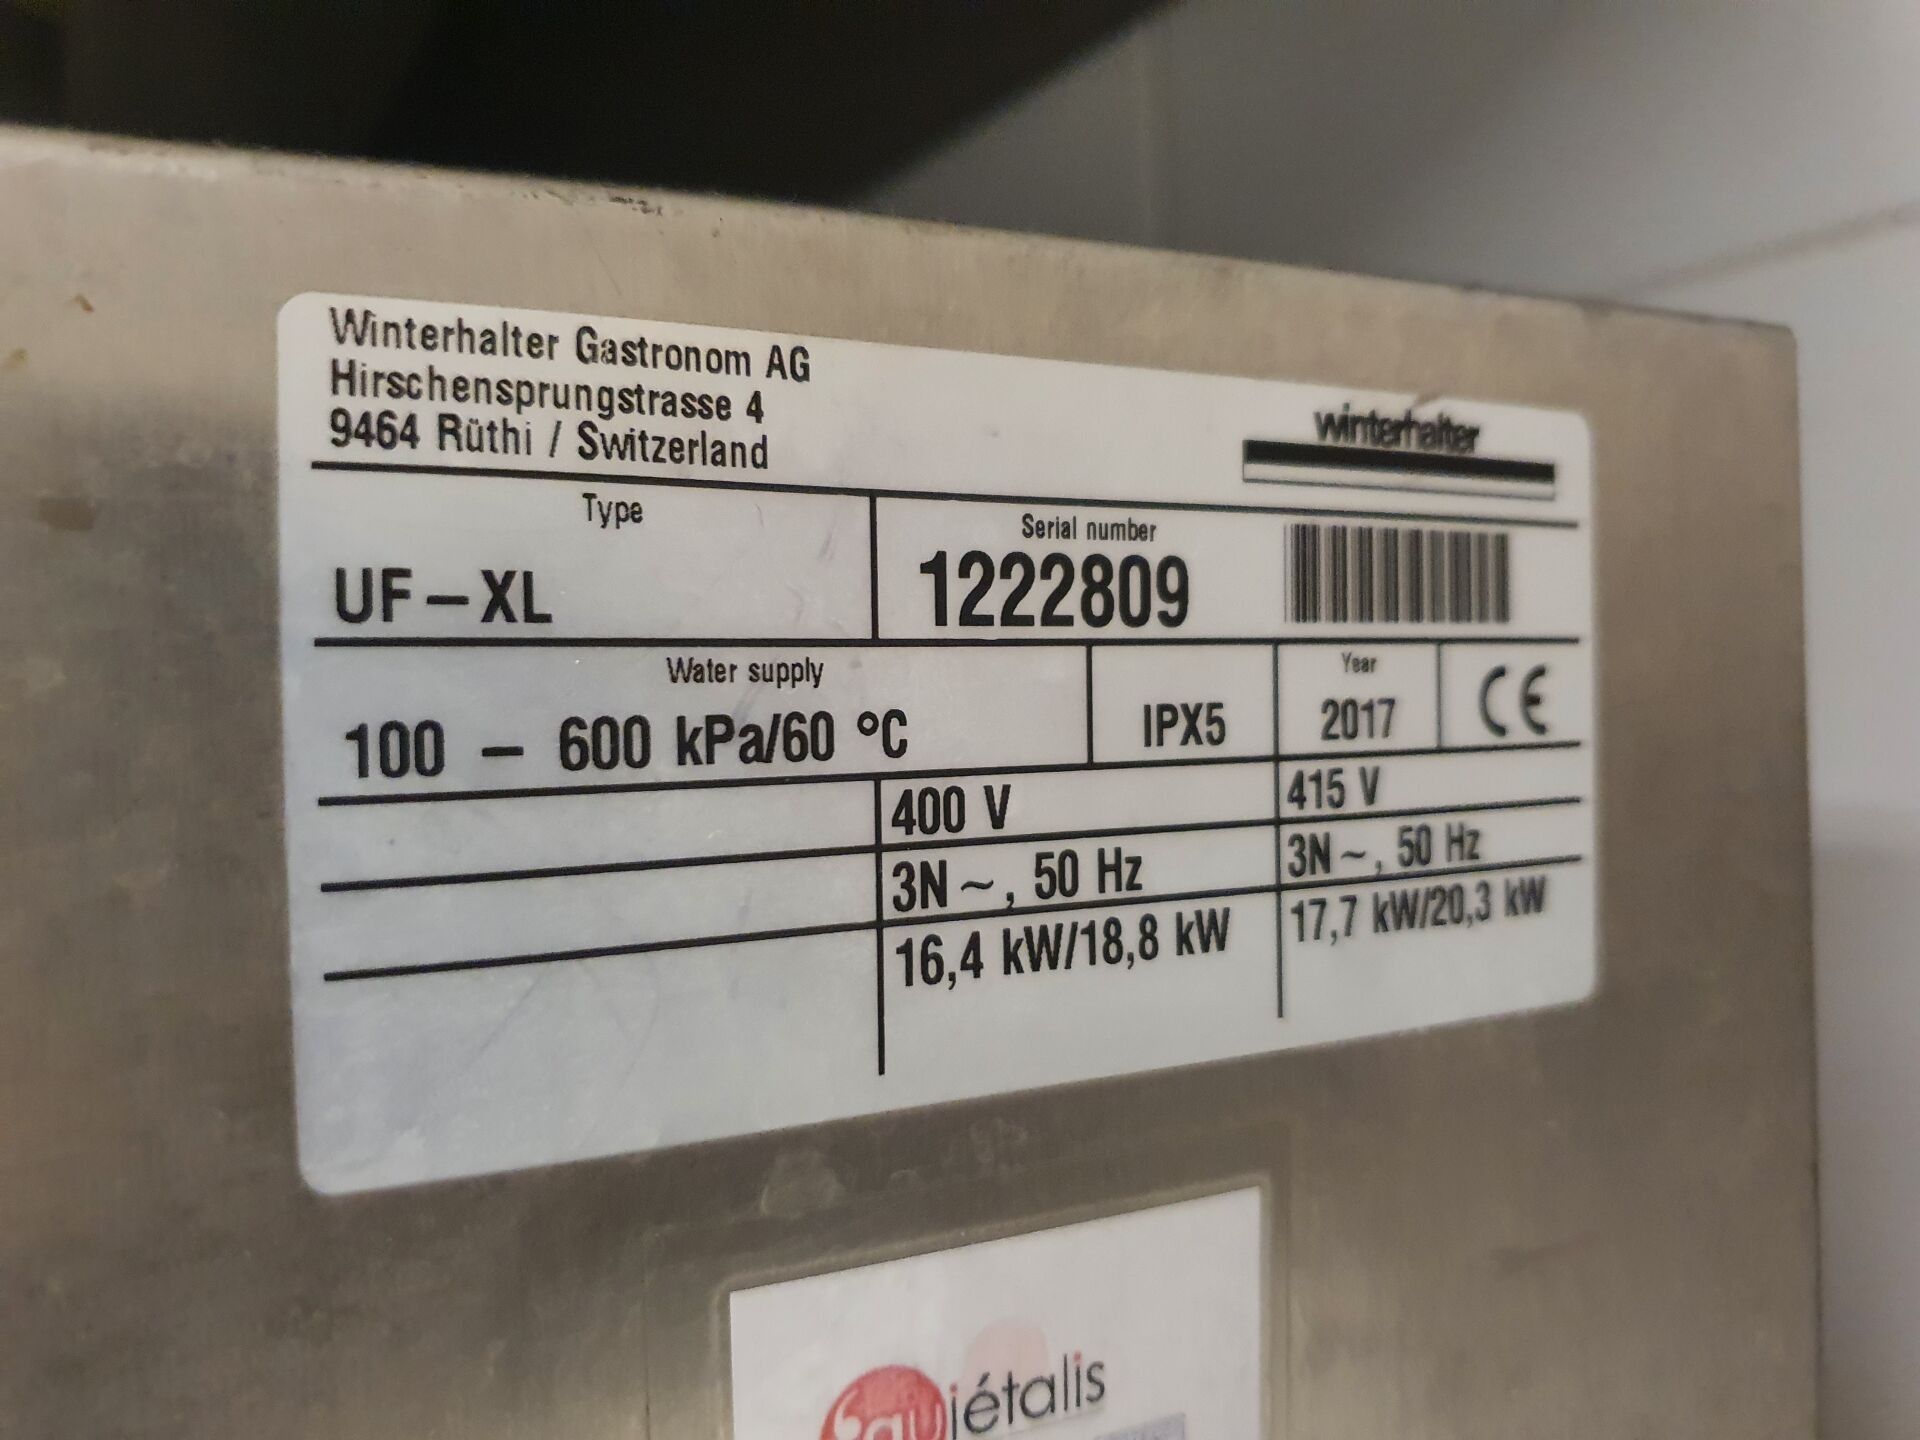 Winterhalter Gastronom AG
Hirschensprungstrasse 4
9464 Rüthi / Switzerland
winterhalter
Type
UF-XL
Serial number
1222809
Water supply
100 - 600 kPa/60 °C
IPX5
Year
2017
CE
400 V
415 V
3N ~, 50 Hz
3N ~, 50 Hz
16,4 kW/18,8 kW
17,7 kW/20,3 kW
jétalis